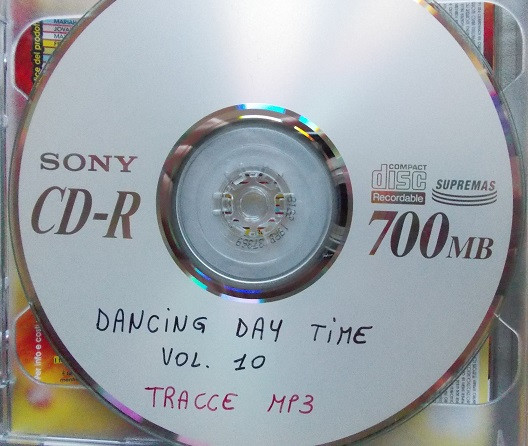 SONY
CD-R
COMPACT
disc
Recordable
SUPREMAS
700MB
DANCiNG DAY TiME
VOL. 10
TRACCE MP3